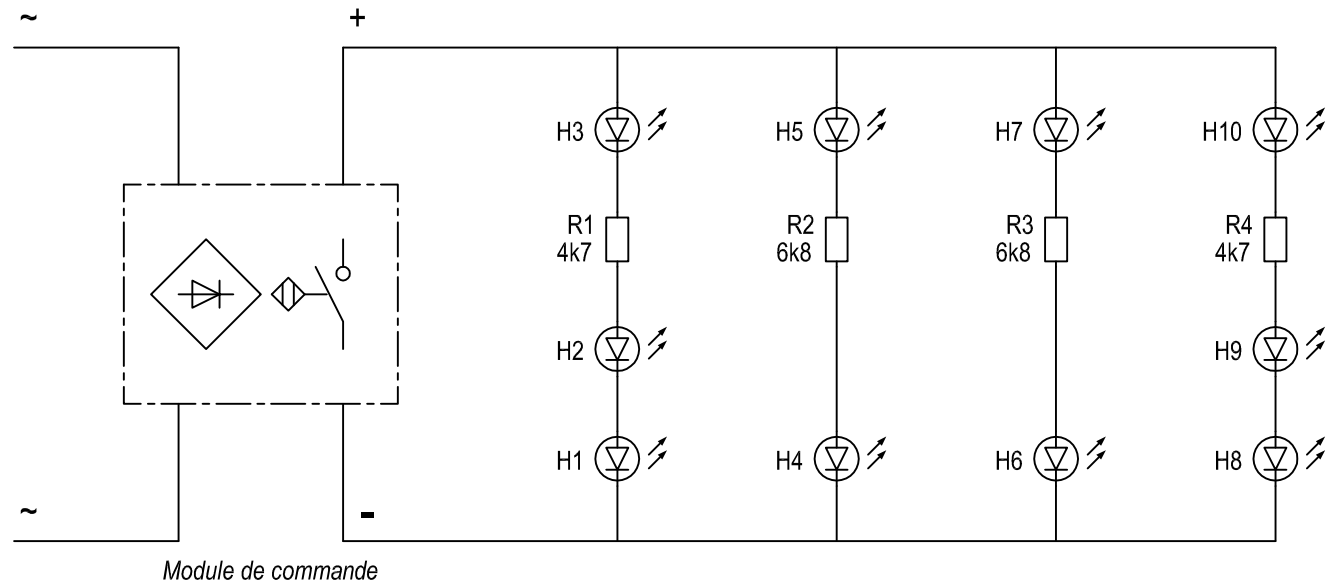 ~ +
H3 H5 H7 H10
R1 R2 R3 R4
4k7 6k8 6k8 4k7
H2 H9
H1 H4 H6 H8
~ -
Module de commande